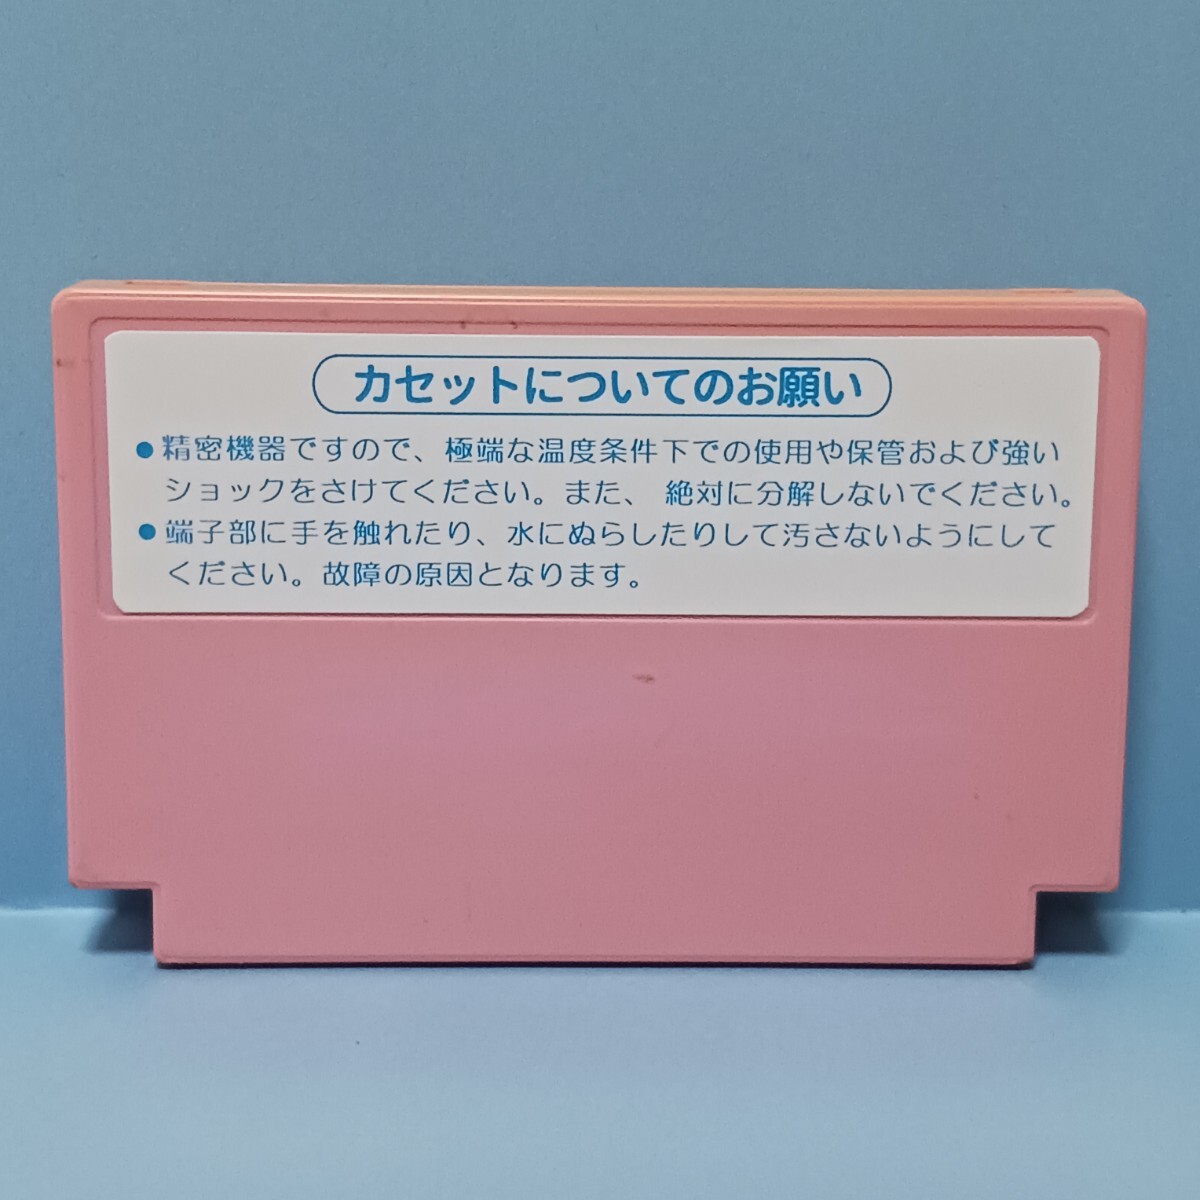 カセットについてのお願い
●精密機器ですので、極端な温度条件下での使用や保管および強い
ショックをさけてください。また、絶対に分解しないでください。
●端子部に手を触れたり、水にぬらしたりして汚さないようにして
ください。故障の原因となります。